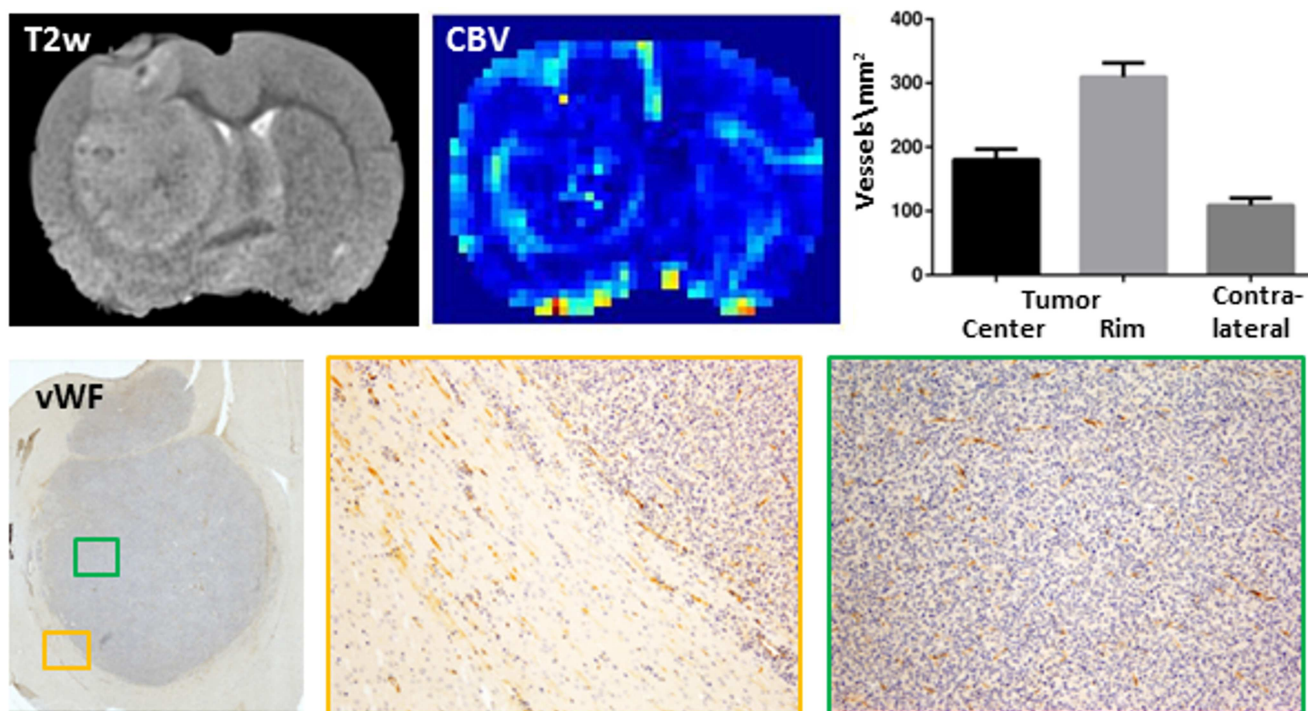 T2w
CBV
Vessels\mm²
400
300
200
100
0
Tumor
Center
Rim
Contra-
lateral
vWF